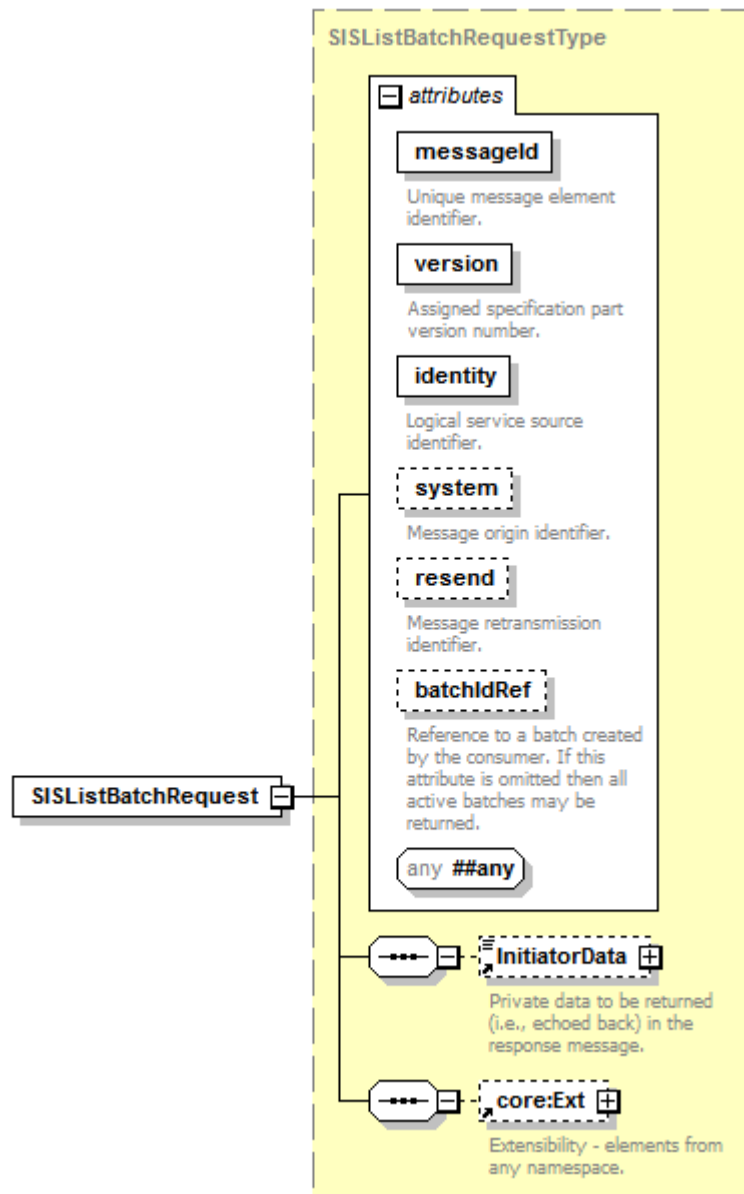 SISListBatchRequestType
attributes
messageId
Unique message element
identifier.
version
Assigned specification part
version number.
identity
Logical service source
identifier.
system
Message origin identifier.
resend
Message retransmission
identifier.
batchIdRef
Reference to a batch created
by the consumer. If this
attribute is omitted then all
active batches may be
returned.
SISListBatchRequest
any ##any
InitiatorData
Private data to be returned
(i.e., echoed back) in the
response message.
core:Ext
Extensibility - elements from
any namespace.